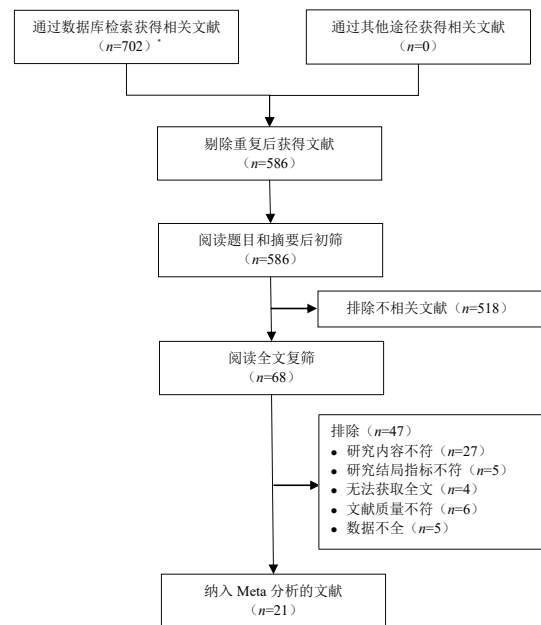 通过数据库检索获得相关文献
（n=702）*
通过其他途径获得相关文献
（n=0）
剔除重复后获得文献
（n=586）
阅读题目和摘要后初筛
（n=586）
排除不相关文献（n=518）
阅读全文复筛
（n=68）
排除（n=47）
● 研究内容不符（n=27）
● 研究结局指标不符（n=5）
● 无法获取全文（n=4）
● 文献质量不符（n=6）
● 数据不全（n=5）
纳入 Meta 分析的文献
（n=21）